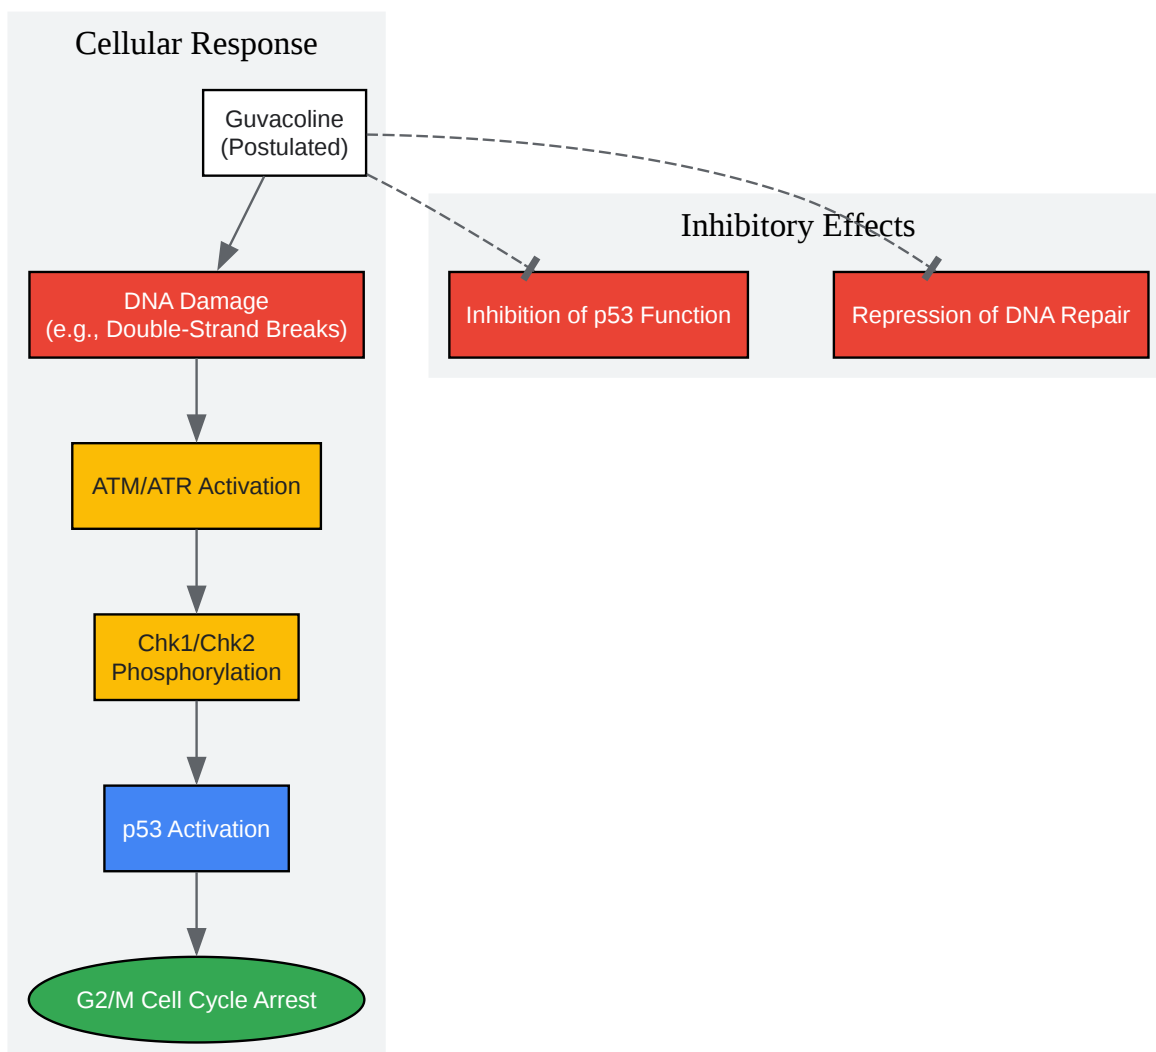 Cellular Response
Guvacoline
(Postulated)
Inhibitory Effects
DNA Damage
(e.g., Double-Strand Breaks)
Inhibition of p53 Function
Repression of DNA Repair
ATM/ATR Activation
Chk1/Chk2
Phosphorylation
p53 Activation
G2/M Cell Cycle Arrest